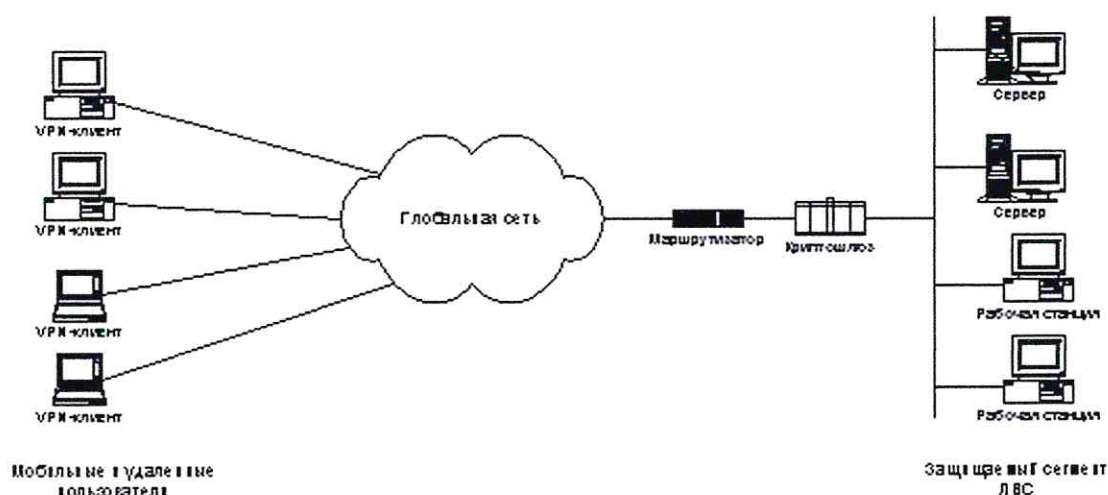 VPN-клиент
VPN-клиент
VPN-клиент
VPN-клиент
Глобальная сеть
Маршрутизатор
Криптошлюз
Сервер
Сервер
Рабочая станция
Рабочая станция
Мобильные и удаленные
пользователи
Защищаемый сегмент
ЛВС